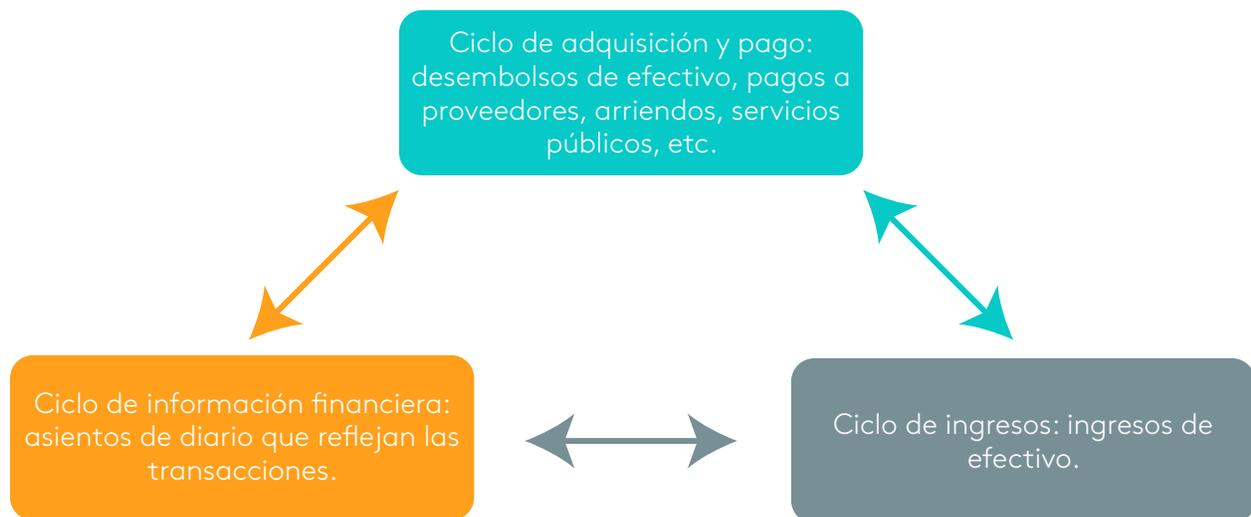 Ciclo de adquisición y pago:
desembolsos de efectivo, pagos a
proveedores, arriendos, servicios
públicos, etc.
Ciclo de información financiera:
asientos de diario que reflejan las
transacciones.
Ciclo de ingresos: ingresos de
efectivo.